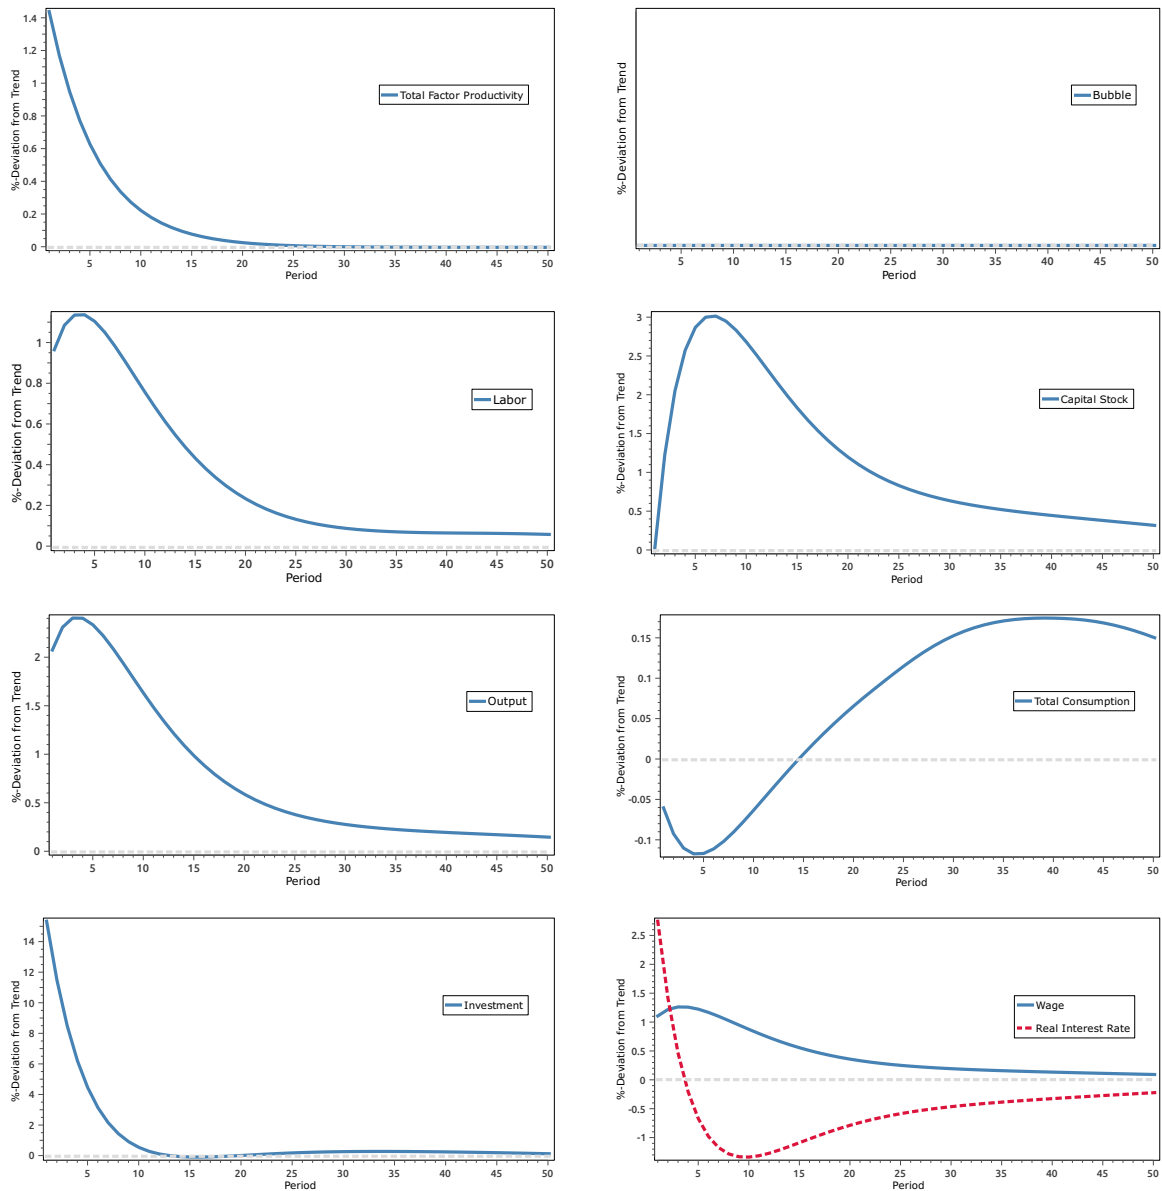 %-Deviation from Trend
1.4
1.2
1
0.8
0.6
0.4
0.2
0
Total Factor Productivity
5 10 15 20 25 30 35 40 45 50
Period
%-Deviation from Trend
Bubble
5 10 15 20 25 30 35 40 45 50
Period
%-Deviation from Trend
1
0.8
0.6
0.4
0.2
0
Labor
5 10 15 20 25 30 35 40 45 50
Period
%-Deviation from Trend
3
2.5
2
1.5
1
0.5
0
Capital Stock
5 10 15 20 25 30 35 40 45 50
Period
%-Deviation from Trend
2
1.5
1
0.5
0
Output
5 10 15 20 25 30 35 40 45 50
Period
%-Deviation from Trend
0.15
0.1
0.05
0
-0.05
-0.1
Total Consumption
5 10 15 20 25 30 35 40 45 50
Period
%-Deviation from Trend
14
12
10
8
6
4
2
0
Investment
5 10 15 20 25 30 35 40 45 50
Period
%-Deviation from Trend
2.5
2
1.5
1
0.5
0
-0.5
-1
Wage
Real Interest Rate
5 10 15 20 25 30 35 40 45 50
Period